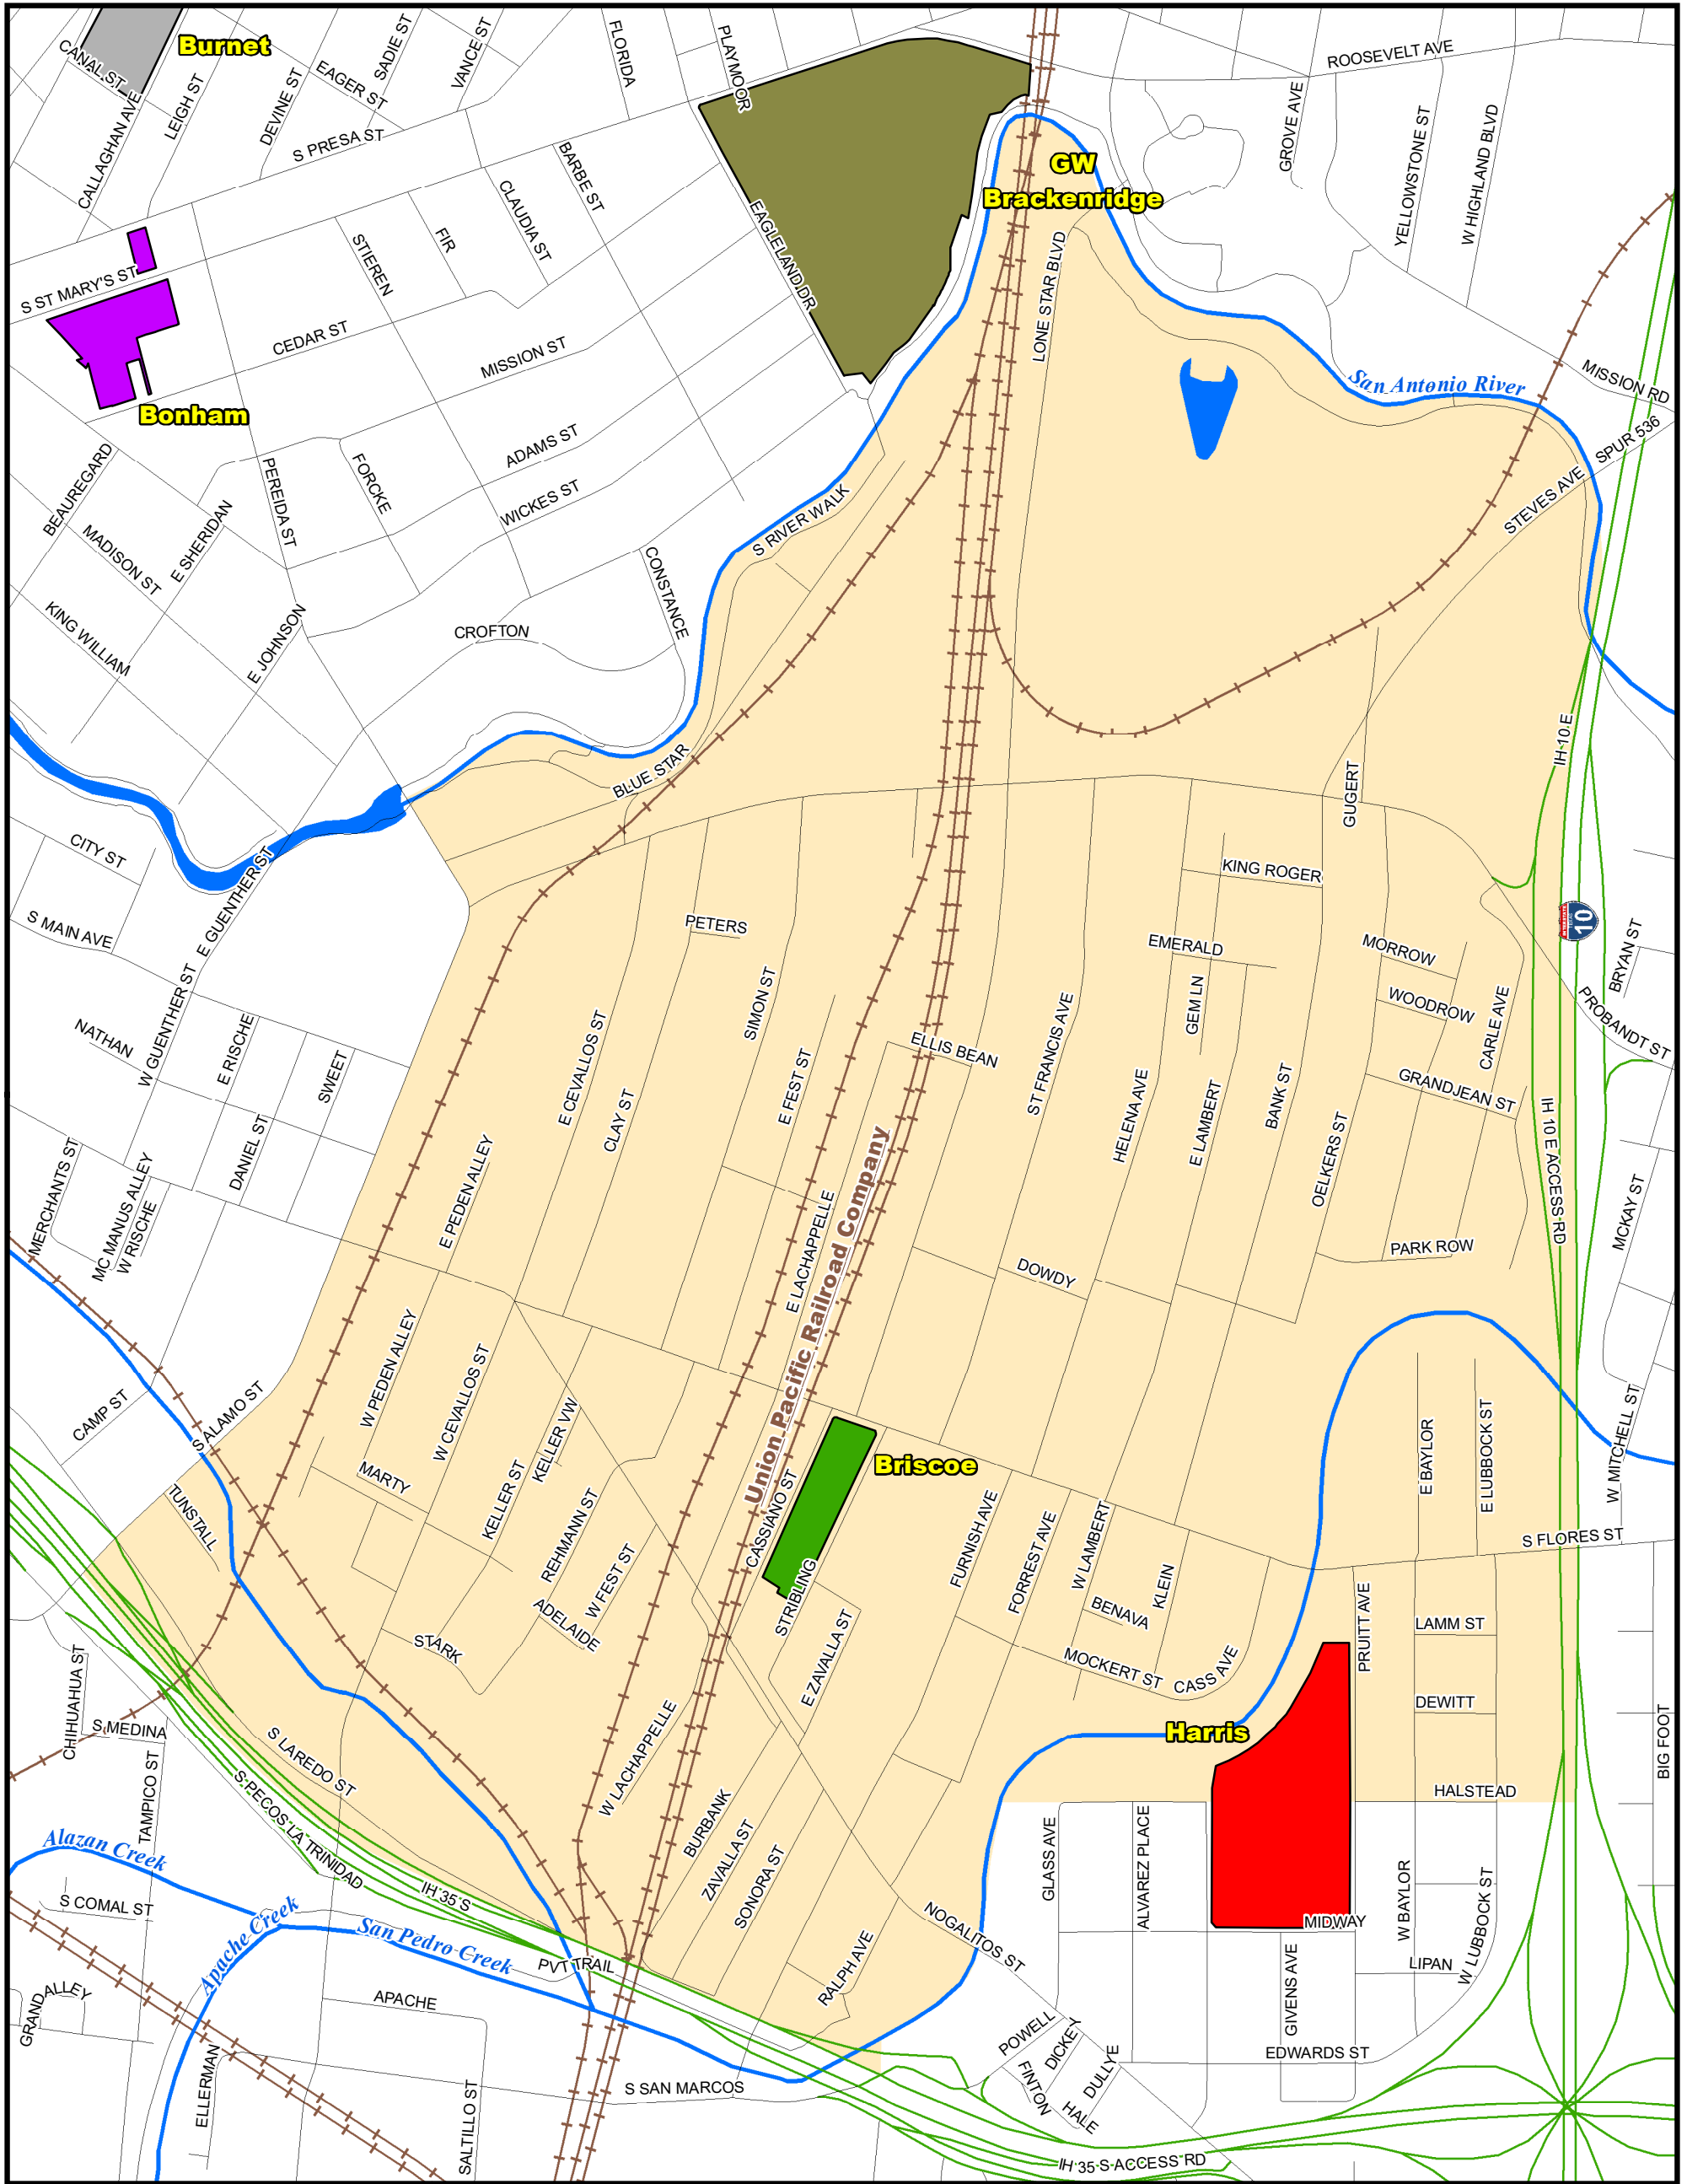 Burnet
CANAL ST
CALLAGHAN AVE
LEIGH ST
DEVINE ST
EAGER ST
SADIE ST
VANCE ST
FLORIDA
PLAYMOOR
ROOSEVELT AVE
S PRESA ST
GROVE AVE
YELLOWSTONE ST
W HIGHLAND BLVD
GW
Brackenridge
BARBE ST
CLAUDIA ST
FIR
STIEREN
EAGLELAND DR
LONE STAR BLVD
S ST MARY'S ST
CEDAR ST
MISSION ST
San Antonio River
MISSION RD
SPUR 536
STEVES AVE
Bonham
ADAMS ST
WICKES ST
FORCKE
PEREIDA ST
BEAUREGARD
MADISON ST
E SHERIDAN
S RIVER WALK
CONSTANCE
KING WILLIAM
E JOHNSON
CROFTON
BLUE STAR
IH 10 E
GUGERT
CITY ST
E GUENTHER ST
KING ROGER
S MAIN AVE
PETERS
EMERALD
MORROW
INTERSTATE
TEXAS
10
BRYAN ST
W GUENTHER ST
NATHAN
E RISCHE
SWEET
SIMON ST
GEM LN
WOODROW
CARLE AVE
PROBANDT ST
E CEVALLOS ST
CLAY ST
E FEST ST
ELLIS BEAN
ST FRANCIS AVE
HELENA AVE
E LAMBERT
BANK ST
GRANDJEAN ST
OELKERS ST
IH 10 E ACCESS RD
MERCHANTS ST
MC MANUS ALLEY
W RISCHE
DANIEL ST
E PEDEN ALLEY
E LACHAPPELLE
Union Pacific Railroad Company
DOWDY
PARK ROW
MCKAY ST
W PEDEN ALLEY
W CEVALLOS ST
CAMP ST
S ALAMO ST
KELLER VW
MARTY
KELLER ST
CASSIANO ST
Briscoe
E BAYLOR
E LUBBOCK ST
W MITCHELL ST
TUNSTALL
REHMANN ST
W FEST ST
ADELAIDE
STARK
STRIBLING
FURNISH AVE
FORREST AVE
W LAMBERT
KLEIN
BENAVA
S FLORES ST
E ZAVALLA ST
MOCKERT ST
CASS AVE
PRUITT AVE
LAMM ST
DEWITT
BIG FOOT
CHIHUAHUA ST
S MEDINA
S LAREDO ST
TAMPICO ST
S PECOS LA TRINIDAD
W LACHAPPELLE
BURBANK
ZAVALLA ST
SONORA ST
Harris
HALSTEAD
GLASS AVE
ALVAREZ PLACE
Alazan Creek
S COMAL ST
Apache Creek
San Pedro Creek
IH 35 S
PVT TRAIL
RALPH AVE
NOGALITOS ST
MIDWAY
W BAYLOR
W LUBBOCK ST
LIPAN
GIVENS AVE
GRAND
ALLEY
APACHE
POWELL
DICKEY
FINTON
DULLYE
HALE
EDWARDS ST
ELLERMAN
SALTILLO ST
S SAN MARCOS
IH 35 S ACCESS RD